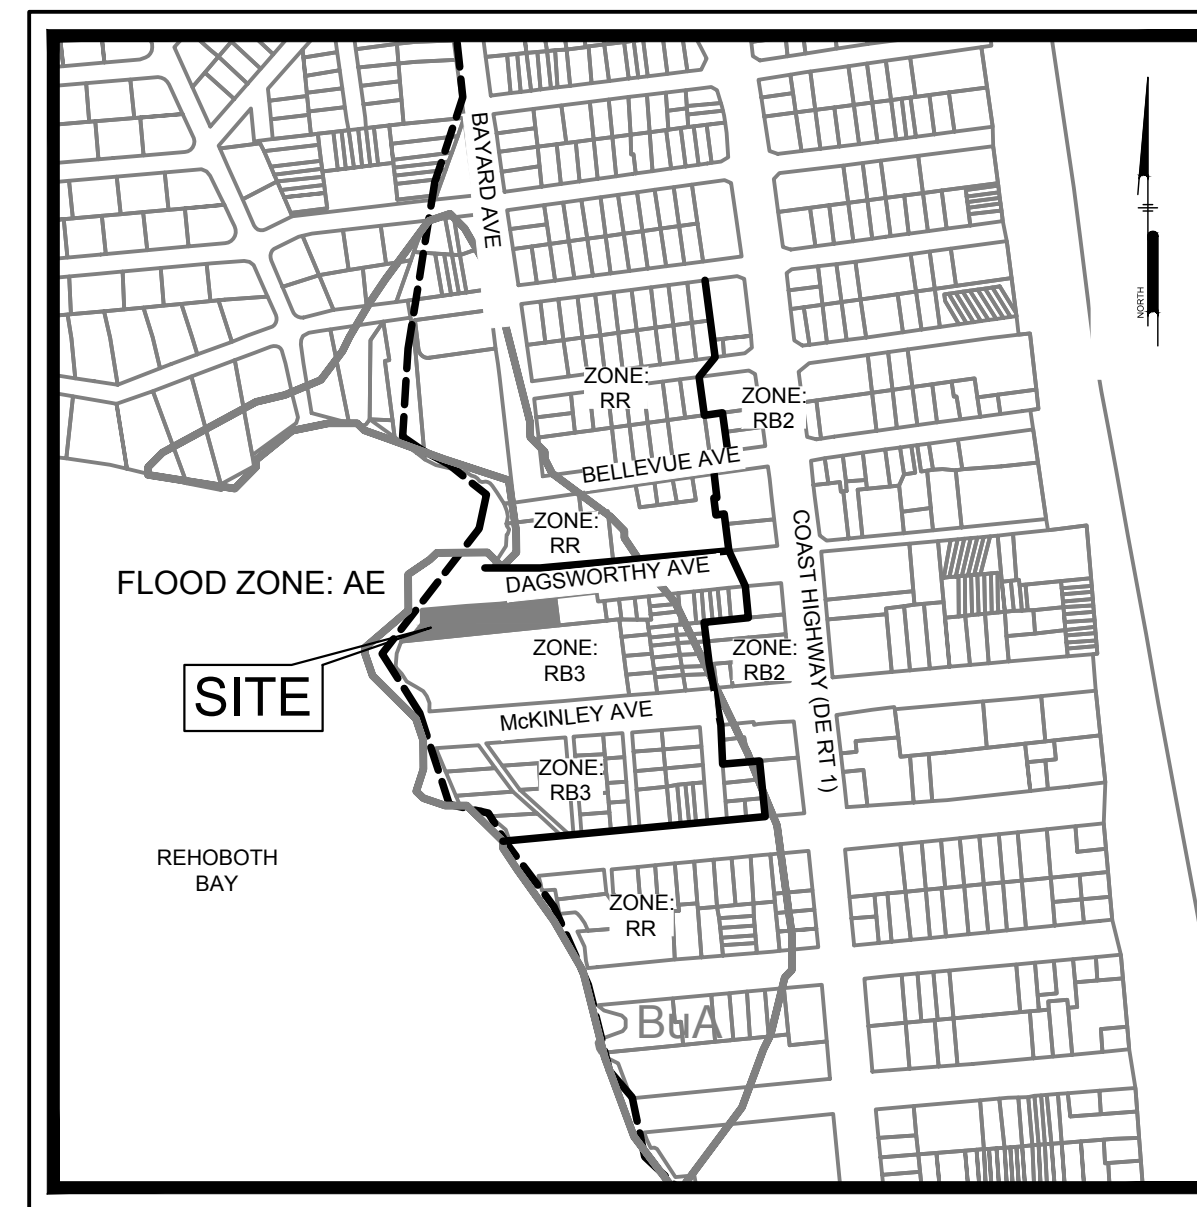 BAYARD AVE
NORTH
ZONE:
RR
ZONE:
RB2
BELLEVUE AVE
ZONE:
RR
COAST HIGHWAY (DE RT 1)
FLOOD ZONE: AE
DAGSWORTHY AVE
ZONE:
RB3
ZONE:
RB2
SITE
McKINLEY AVE
ZONE:
RB3
REHOBOTH
BAY
ZONE:
RR
BuA